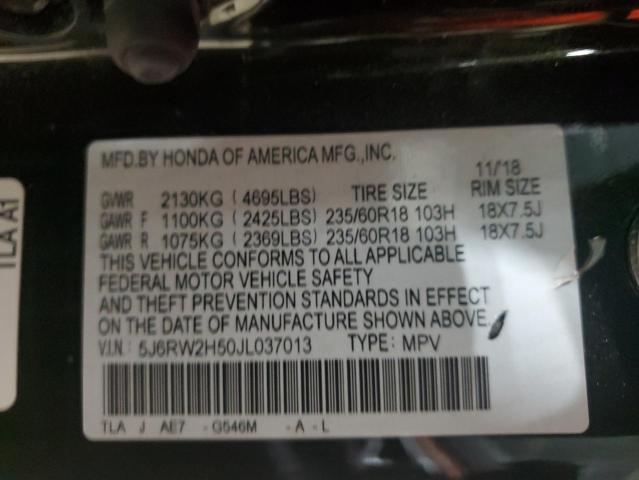 MFD.BY HONDA OF AMERICA MFG.,INC.
11/18
GVWR 2130KG ( 4695LBS) TIRE SIZE RIM SIZE
GAWR F 1100KG ( 2425LBS) 235/60R18 103H 18X7.5J
GAWR R 1075KG ( 2369LBS) 235/60R18 103H 18X7.5J
THIS VEHICLE CONFORMS TO ALL APPLICABLE
FEDERAL MOTOR VEHICLE SAFETY
AND THEFT PREVENTION STANDARDS IN EFFECT
ON THE DATE OF MANUFACTURE SHOWN ABOVE.
V.I.N.: 5J6RW2H50JL037013 TYPE: MPV
TLA J AE7 - G546M - A - L
TLA A1